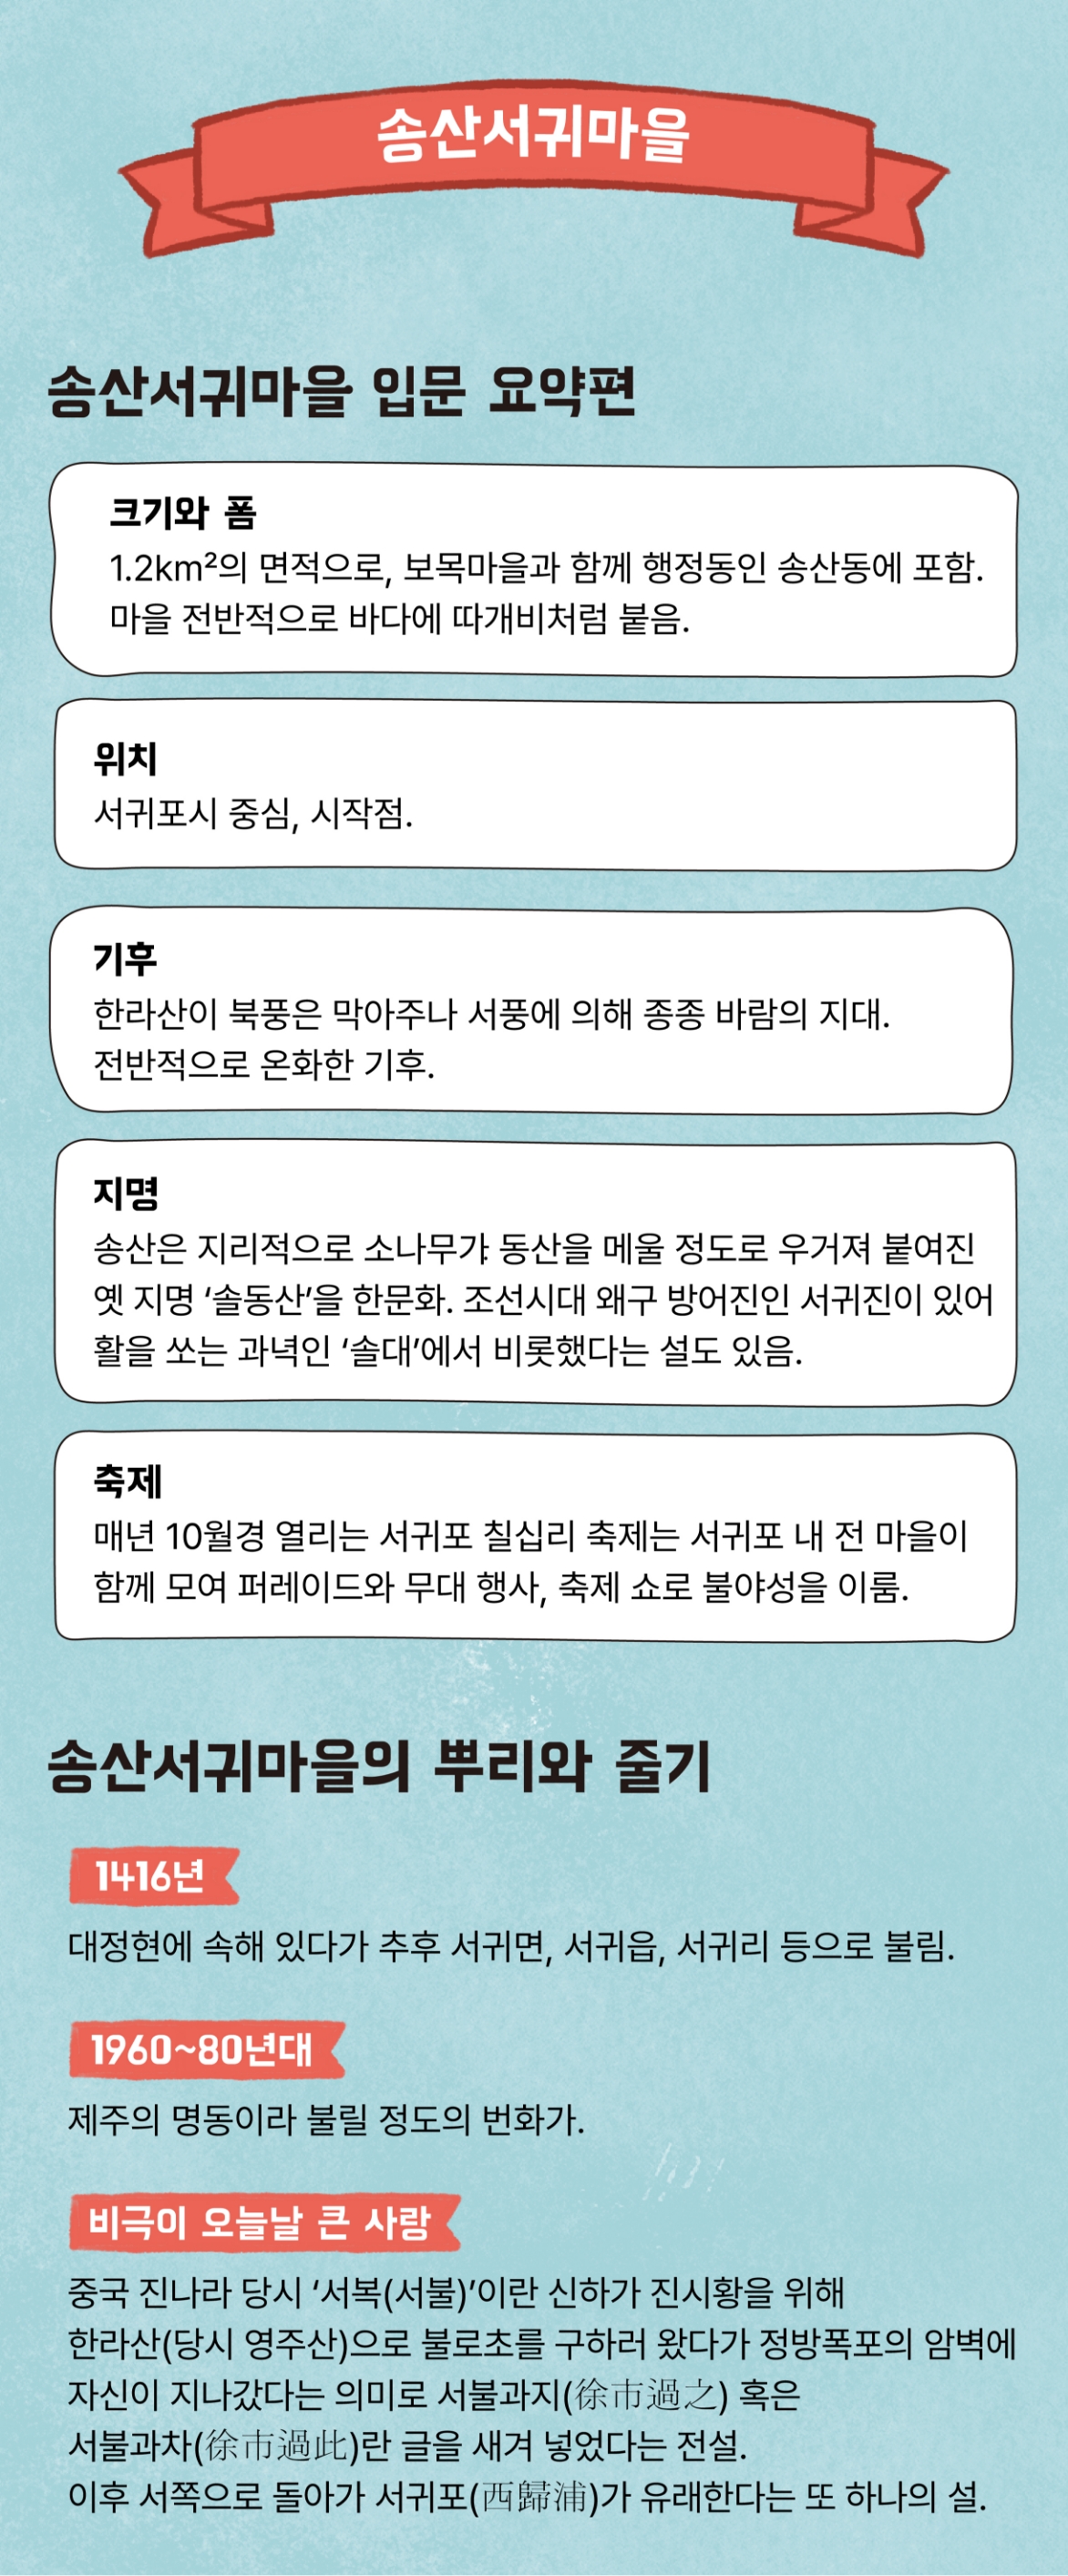 송산서귀마을
송산서귀마을 입문 요약편
크기와 폼
1.2km²의 면적으로, 보목마을과 함께 행정동인 송산동에 포함.
마을 전반적으로 바다에 따개비처럼 붙음.
위치
서귀포시 중심, 시작점.
기후
한라산이 북풍은 막아주나 서풍에 의해 종종 바람의 지대.
전반적으로 온화한 기후.
지명
송산은 지리적으로 소나무가 동산을 메울 정도로 우거져 붙여진
옛 지명 ‘솔동산’을 한문화. 조선시대 왜구 방어진인 서귀진이 있어
활을 쏘는 과녁인 ‘솔대’에서 비롯했다는 설도 있음.
축제
매년 10월경 열리는 서귀포 칠십리 축제는 서귀포 내 전 마을이
함께 모여 퍼레이드와 무대 행사, 축제 쇼로 불야성을 이룸.
송산서귀마을의 뿌리와 줄기
1416년
대정현에 속해 있다가 추후 서귀면, 서귀읍, 서귀리 등으로 불림.
1960~80년대
제주의 명동이라 불릴 정도의 번화가.
비극이 오늘날 큰 사랑
중국 진나라 당시 ‘서복(서불)’이란 신하가 진시황을 위해
한라산(당시 영주산)으로 불로초를 구하러 왔다가 정방폭포의 암벽에
자신이 지나갔다는 의미로 서불과지(徐市過之) 혹은
서불과차(徐市過此)란 글을 새겨 넣었다는 전설.
이후 서쪽으로 돌아가 서귀포(西歸浦)가 유래한다는 또 하나의 설.